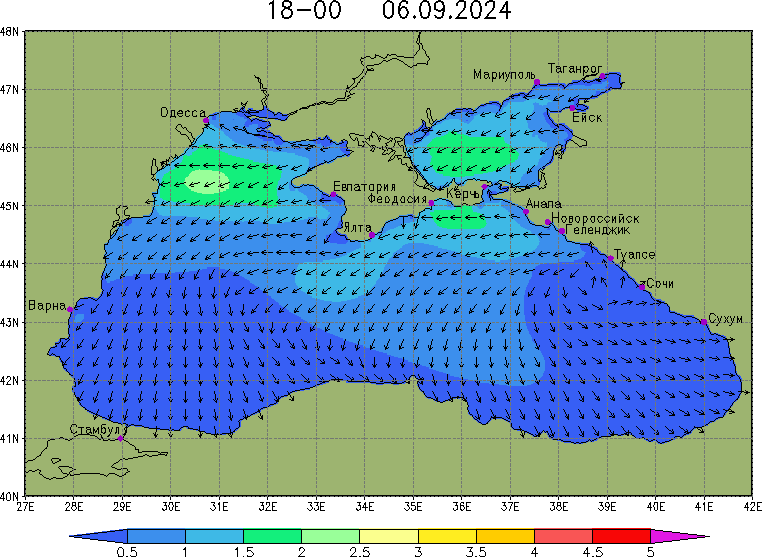 18-00 06.09.2024
48N
47N
46N
45N
44N
43N
42N
41N
40N
Таганрог
Мариуполь
Ейск
Одесса
Евпатория
Керчь
Феодосия
Анапа
Новороссийск
Ялта
Геленджик
Туапсе
Сочи
Варна
Сухум
Стамбул
27E 28E 29E 30E 31E 32E 33E 34E 35E 36E 37E 38E 39E 40E 41E 42E
0.5 1 1.5 2 2.5 3 3.5 4 4.5 5